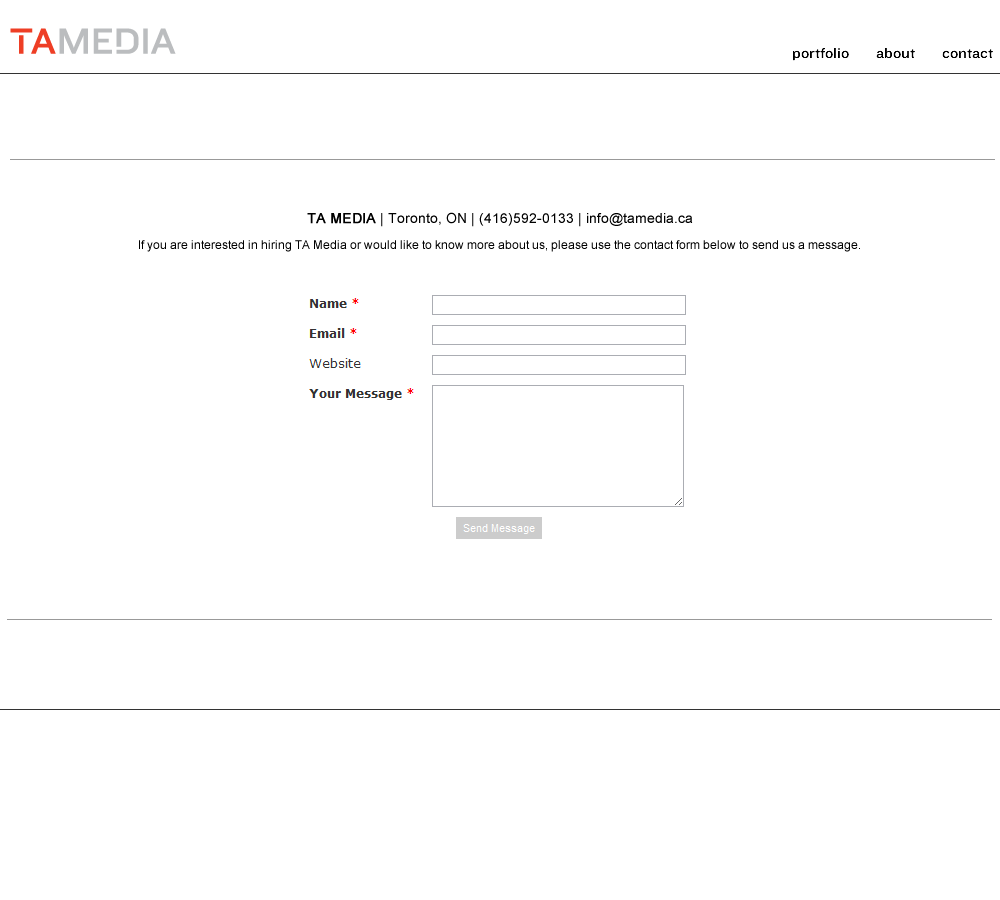 TAMEDIA
portfolio about contact
TA MEDIA | Toronto, ON | (416)592-0133 | info@tamedia.ca
If you are interested in hiring TA Media or would like to know more about us, please use the contact form below to send us a message.
Name *
Email *
Website
Your Message *
Send Message